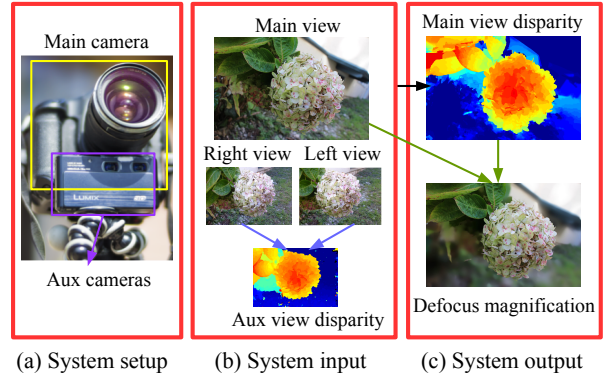 Main camera
LUMIX
3D
Aux cameras
(a) System setup
Main view
Right view Left view
Aux view disparity
(b) System input
Main view disparity
Defocus magnification
(c) System output